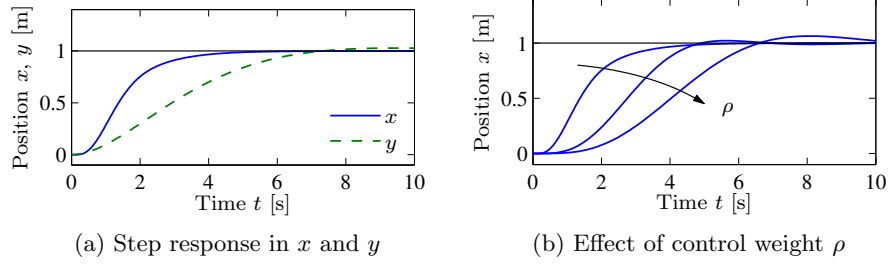 Position x, y [m]
1
0.5
0
x
y
0 2 4 6 8 10
Time t [s]
(a) Step response in x and y
Position x [m]
1
0.5
0
ρ
0 2 4 6 8 10
Time t [s]
(b) Effect of control weight ρ